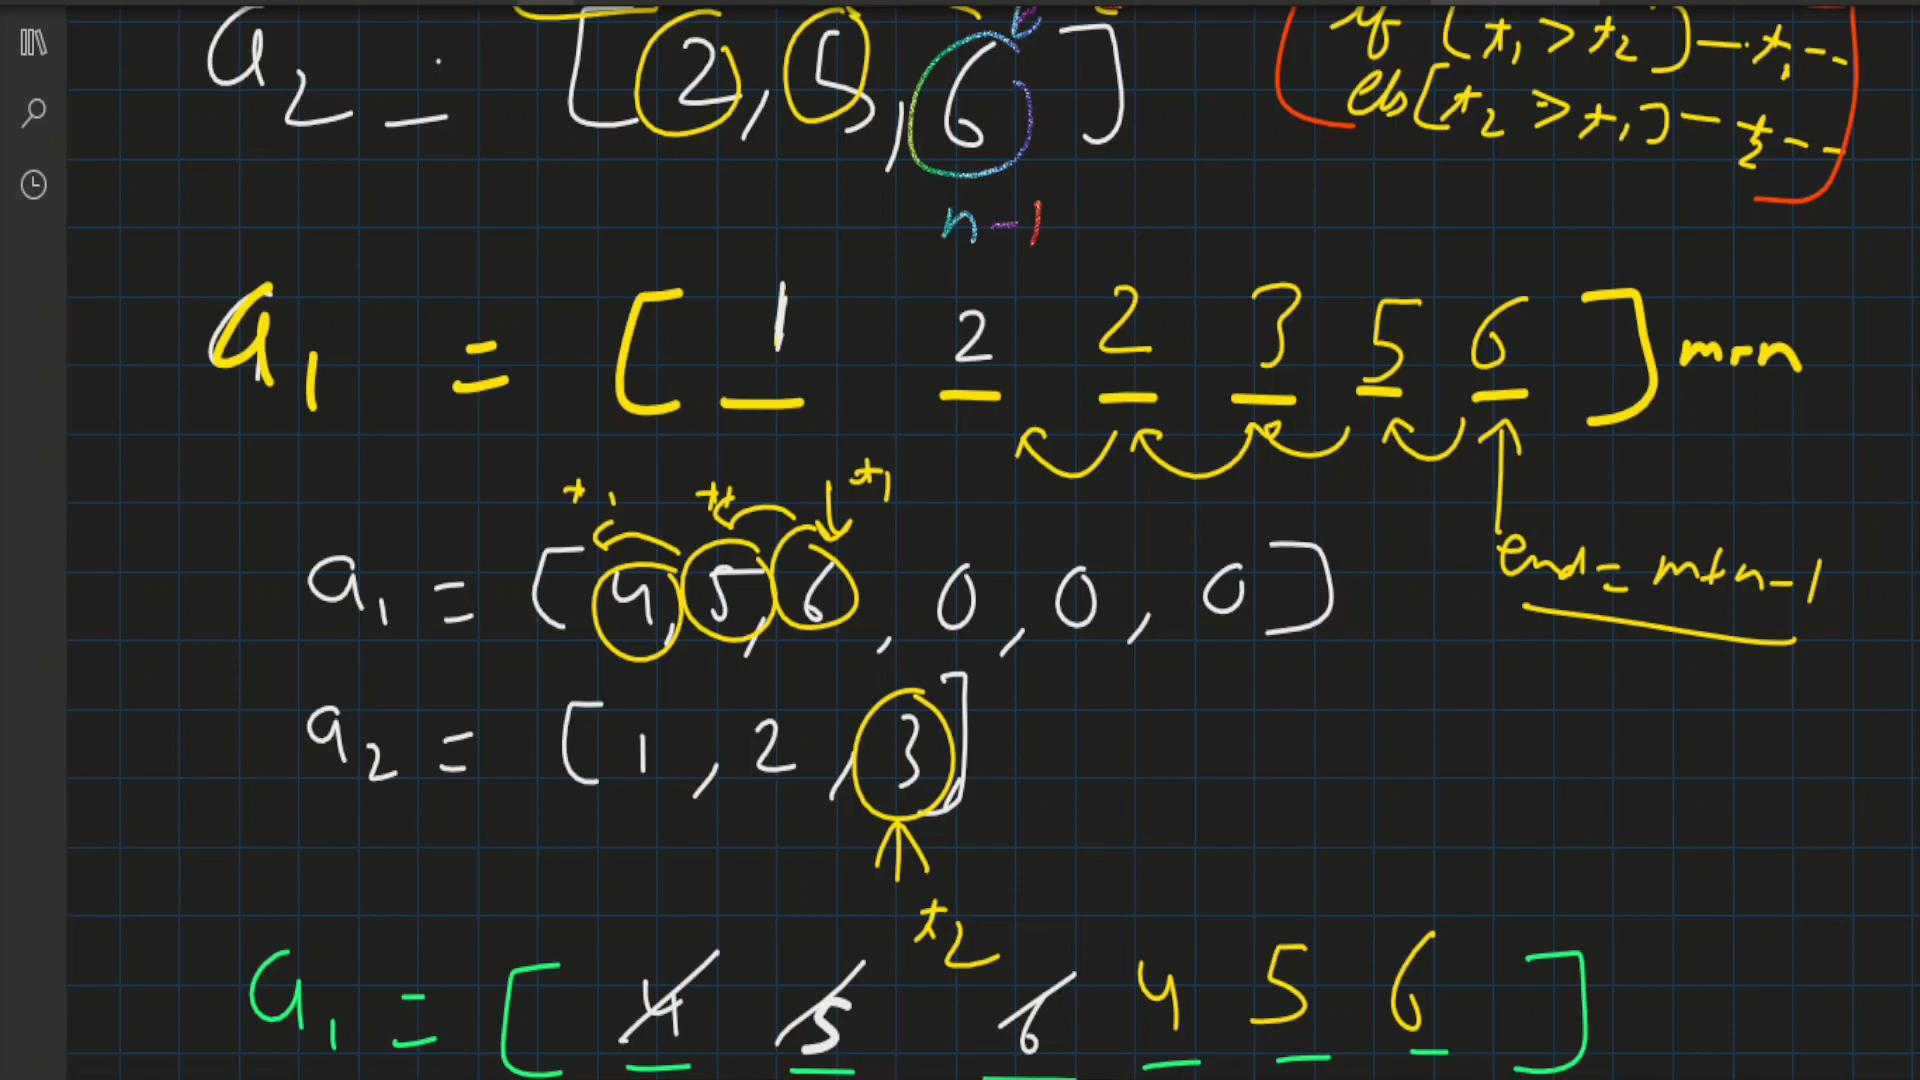 a2 = [2, 5, 6]
if (t1 > t2) — t1--
els[t2 > t1) — t2--
n-1
a1 = [1 2 2 3 5 6] m+n
t1
a1 = [4, 5, 6, 0, 0, 0]
end = m+n-1
a2 = [1, 2, 3]
t2
a1 = [4 5 6 4 5 6]